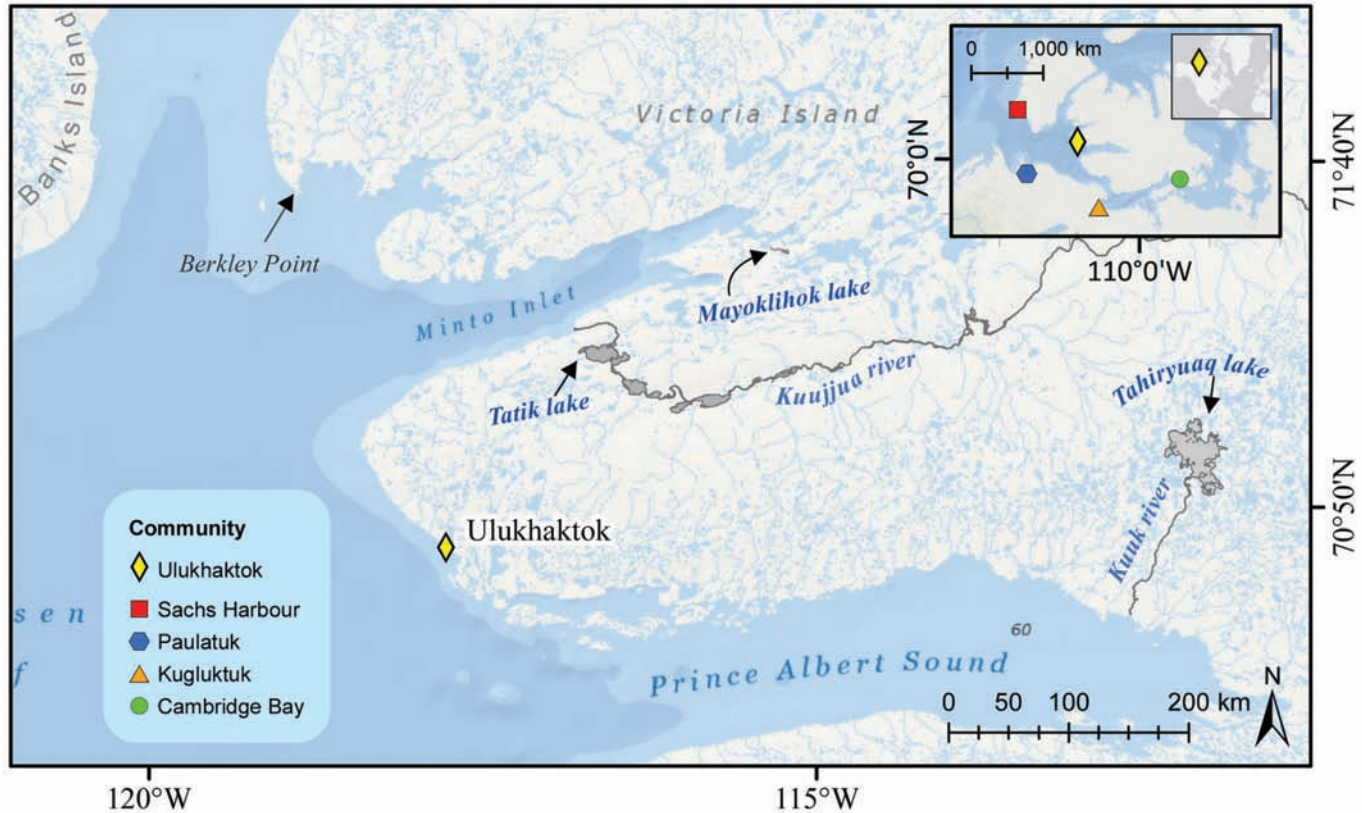 Banks Island
Victoria Island
Berkley Point
Minto Inlet
Mayoklihok lake
Tatik lake
Kuujjua river
Tahiryuaq lake
Kuuk river
Ulukhaktok
Prince Albert Sound
60
sen
f
Community
Ulukhaktok
Sachs Harbour
Paulatuk
Kugluktuk
Cambridge Bay
0 1,000 km
70°0'N
110°0'W
71°40'N
70°50'N
N
0 50 100 200 km
120°W
115°W